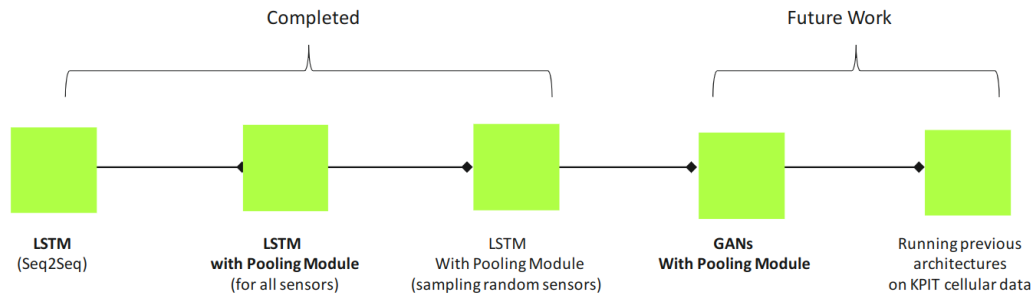 Completed
Future Work
LSTM
(Seq2Seq)
LSTM
with Pooling Module
(for all sensors)
LSTM
With Pooling Module
(sampling random sensors)
GANs
With Pooling Module
Running previous
architectures
on KPIT cellular data